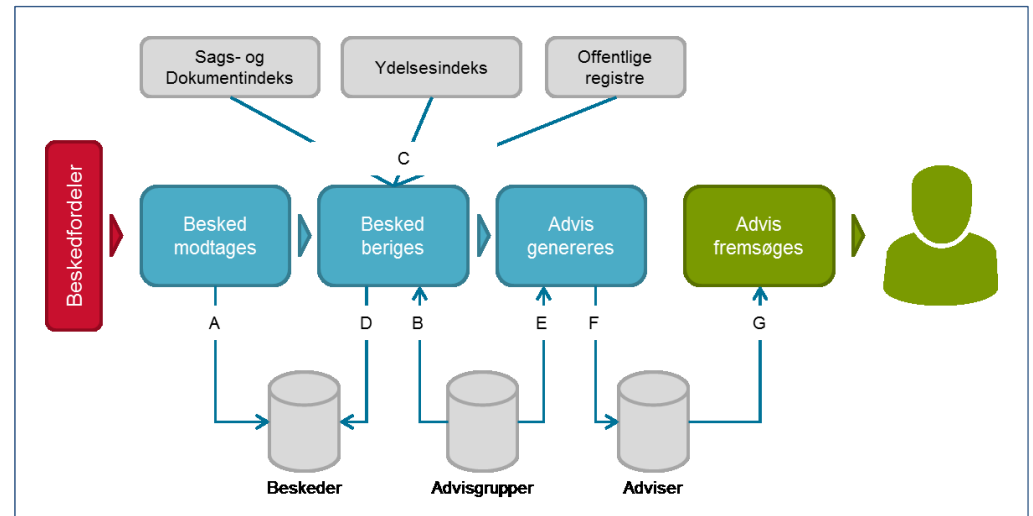 Sags- og
Dokumentindeks
Ydelsesindeks
Offentlige
registre
C
Beskedfordeler
Besked
modtages
Besked
beriges
Advis
genereres
Advis
fremsøges
A
D
B
E
F
G
Beskeder
Advisgrupper
Adviser